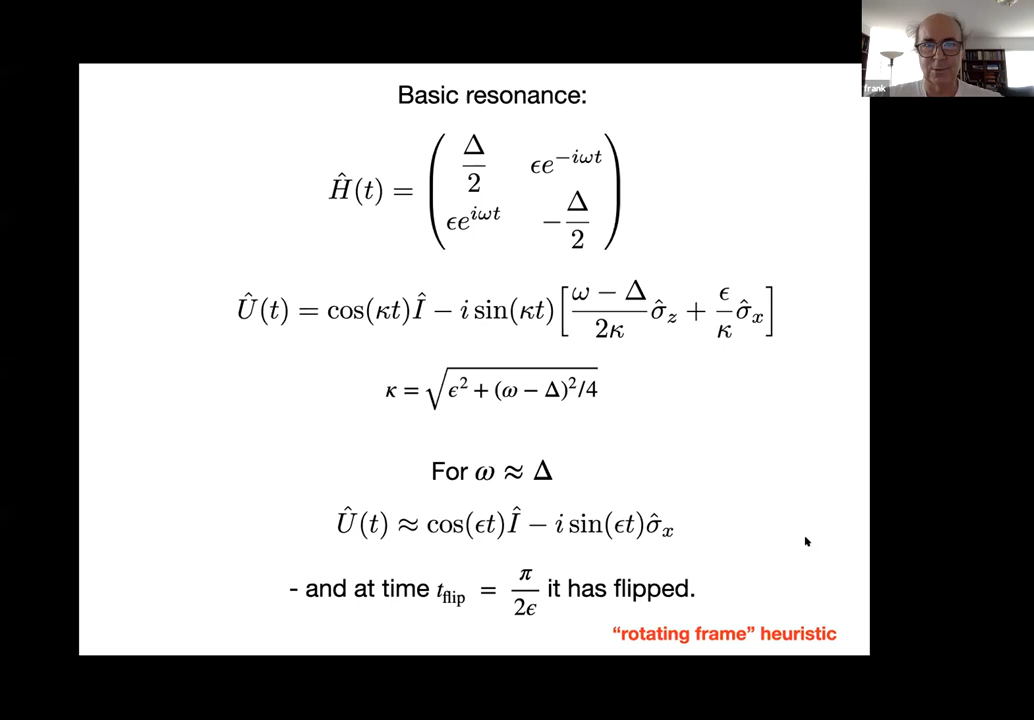 frank
Basic resonance:
Ĥ(t) = ( Δ/2   ϵe^{−iωt}
ϵe^{iωt}   −Δ/2 )
Û(t) = cos(κt)Î − i sin(κt) [ (ω − Δ)/2κ σ̂_z + ϵ/κ σ̂_x ]
κ = √(ϵ² + (ω − Δ)²/4)
For ω ≈ Δ
Û(t) ≈ cos(ϵt)Î − i sin(ϵt)σ̂_x
- and at time t_flip = π/2ϵ it has flipped.
“rotating frame” heuristic